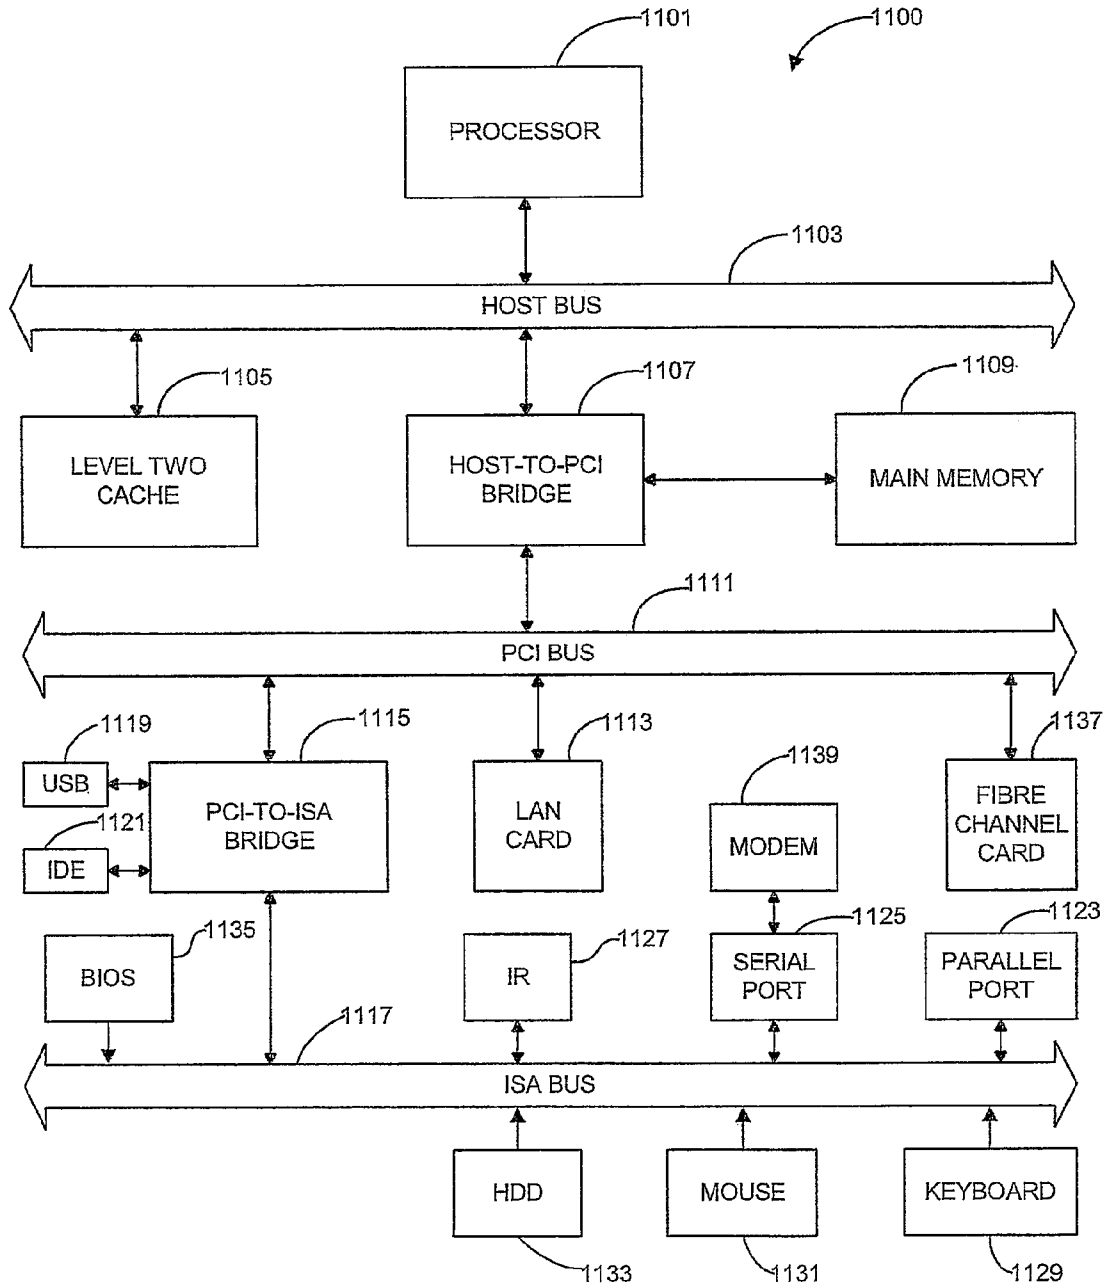 1101
1100
PROCESSOR
1103
HOST BUS
1105
1107
1109
LEVEL TWO
CACHE
HOST-TO-PCI
BRIDGE
MAIN MEMORY
1111
PCI BUS
1119
1115
1113
1139
1137
USB
1121
IDE
PCI-TO-ISA
BRIDGE
LAN
CARD
MODEM
FIBRE
CHANNEL
CARD
1135
1127
1125
1123
BIOS
IR
SERIAL
PORT
PARALLEL
PORT
1117
ISA BUS
HDD
MOUSE
KEYBOARD
1133
1131
1129